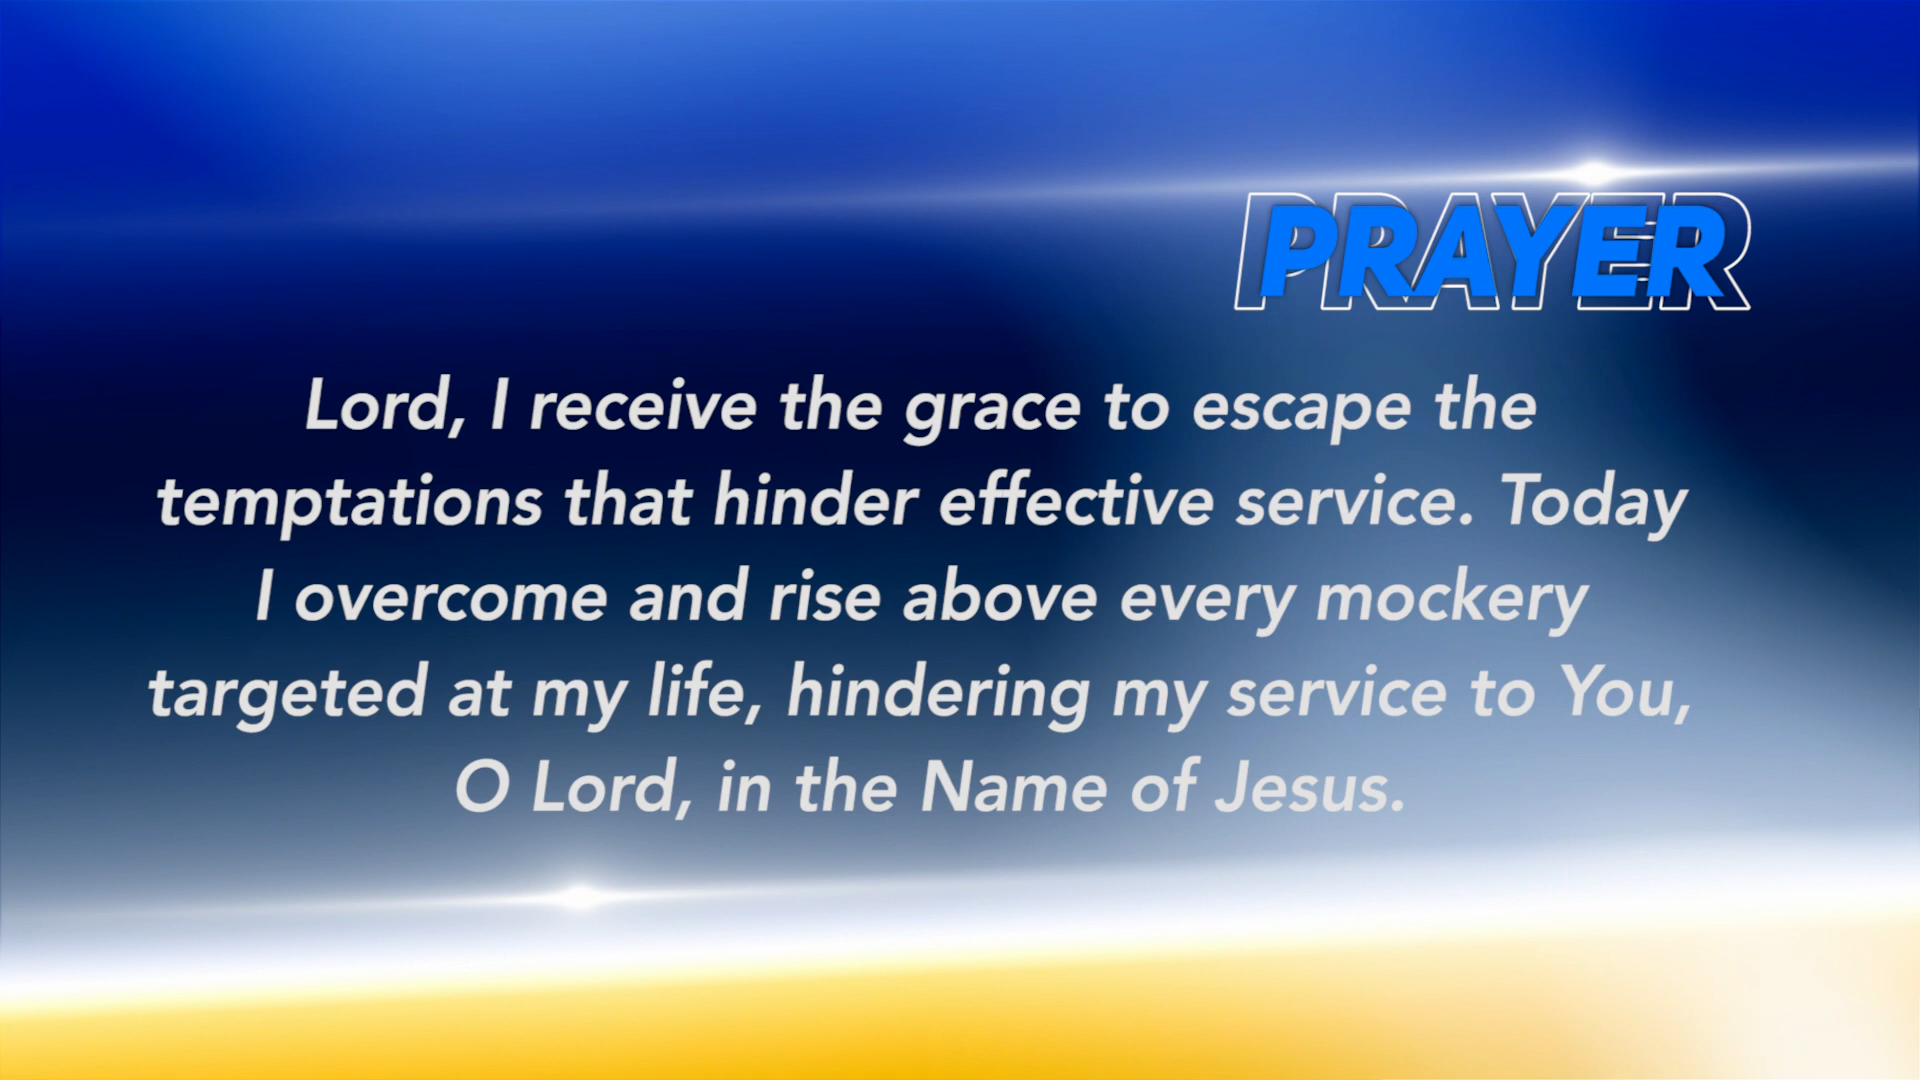 PRAYER
Lord, I receive the grace to escape the
temptations that hinder effective service. Today
I overcome and rise above every mockery
targeted at my life, hindering my service to You,
O Lord, in the Name of Jesus.